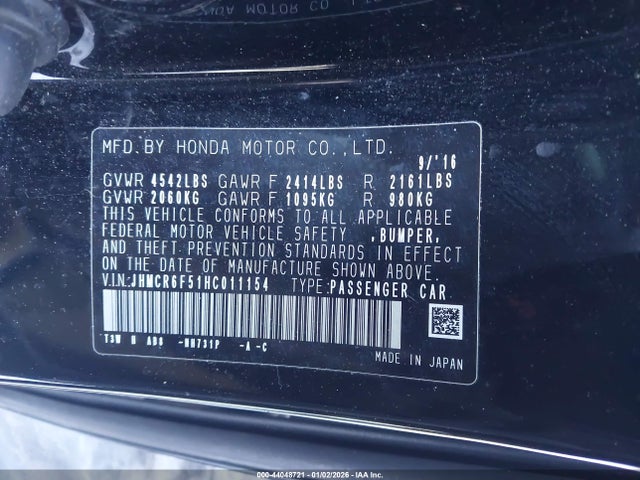 MFD.BY HONDA MOTOR CO.,LTD.
9/'16
GVWR 4542LBS GAWR F 2414LBS R 2161LBS
GVWR 2060KG GAWR F 1095KG R 980KG
THIS VEHICLE CONFORMS TO ALL APPLICABLE
FEDERAL MOTOR VEHICLE SAFETY ,BUMPER,
AND THEFT PREVENTION STANDARDS IN EFFECT
ON THE DATE OF MANUFACTURE SHOWN ABOVE.
V.I.N:JHMCR6F51HC011154 TYPE:PASSENGER CAR
MADE IN JAPAN
000-44048721 - 01/02/2026 - IAA Inc.